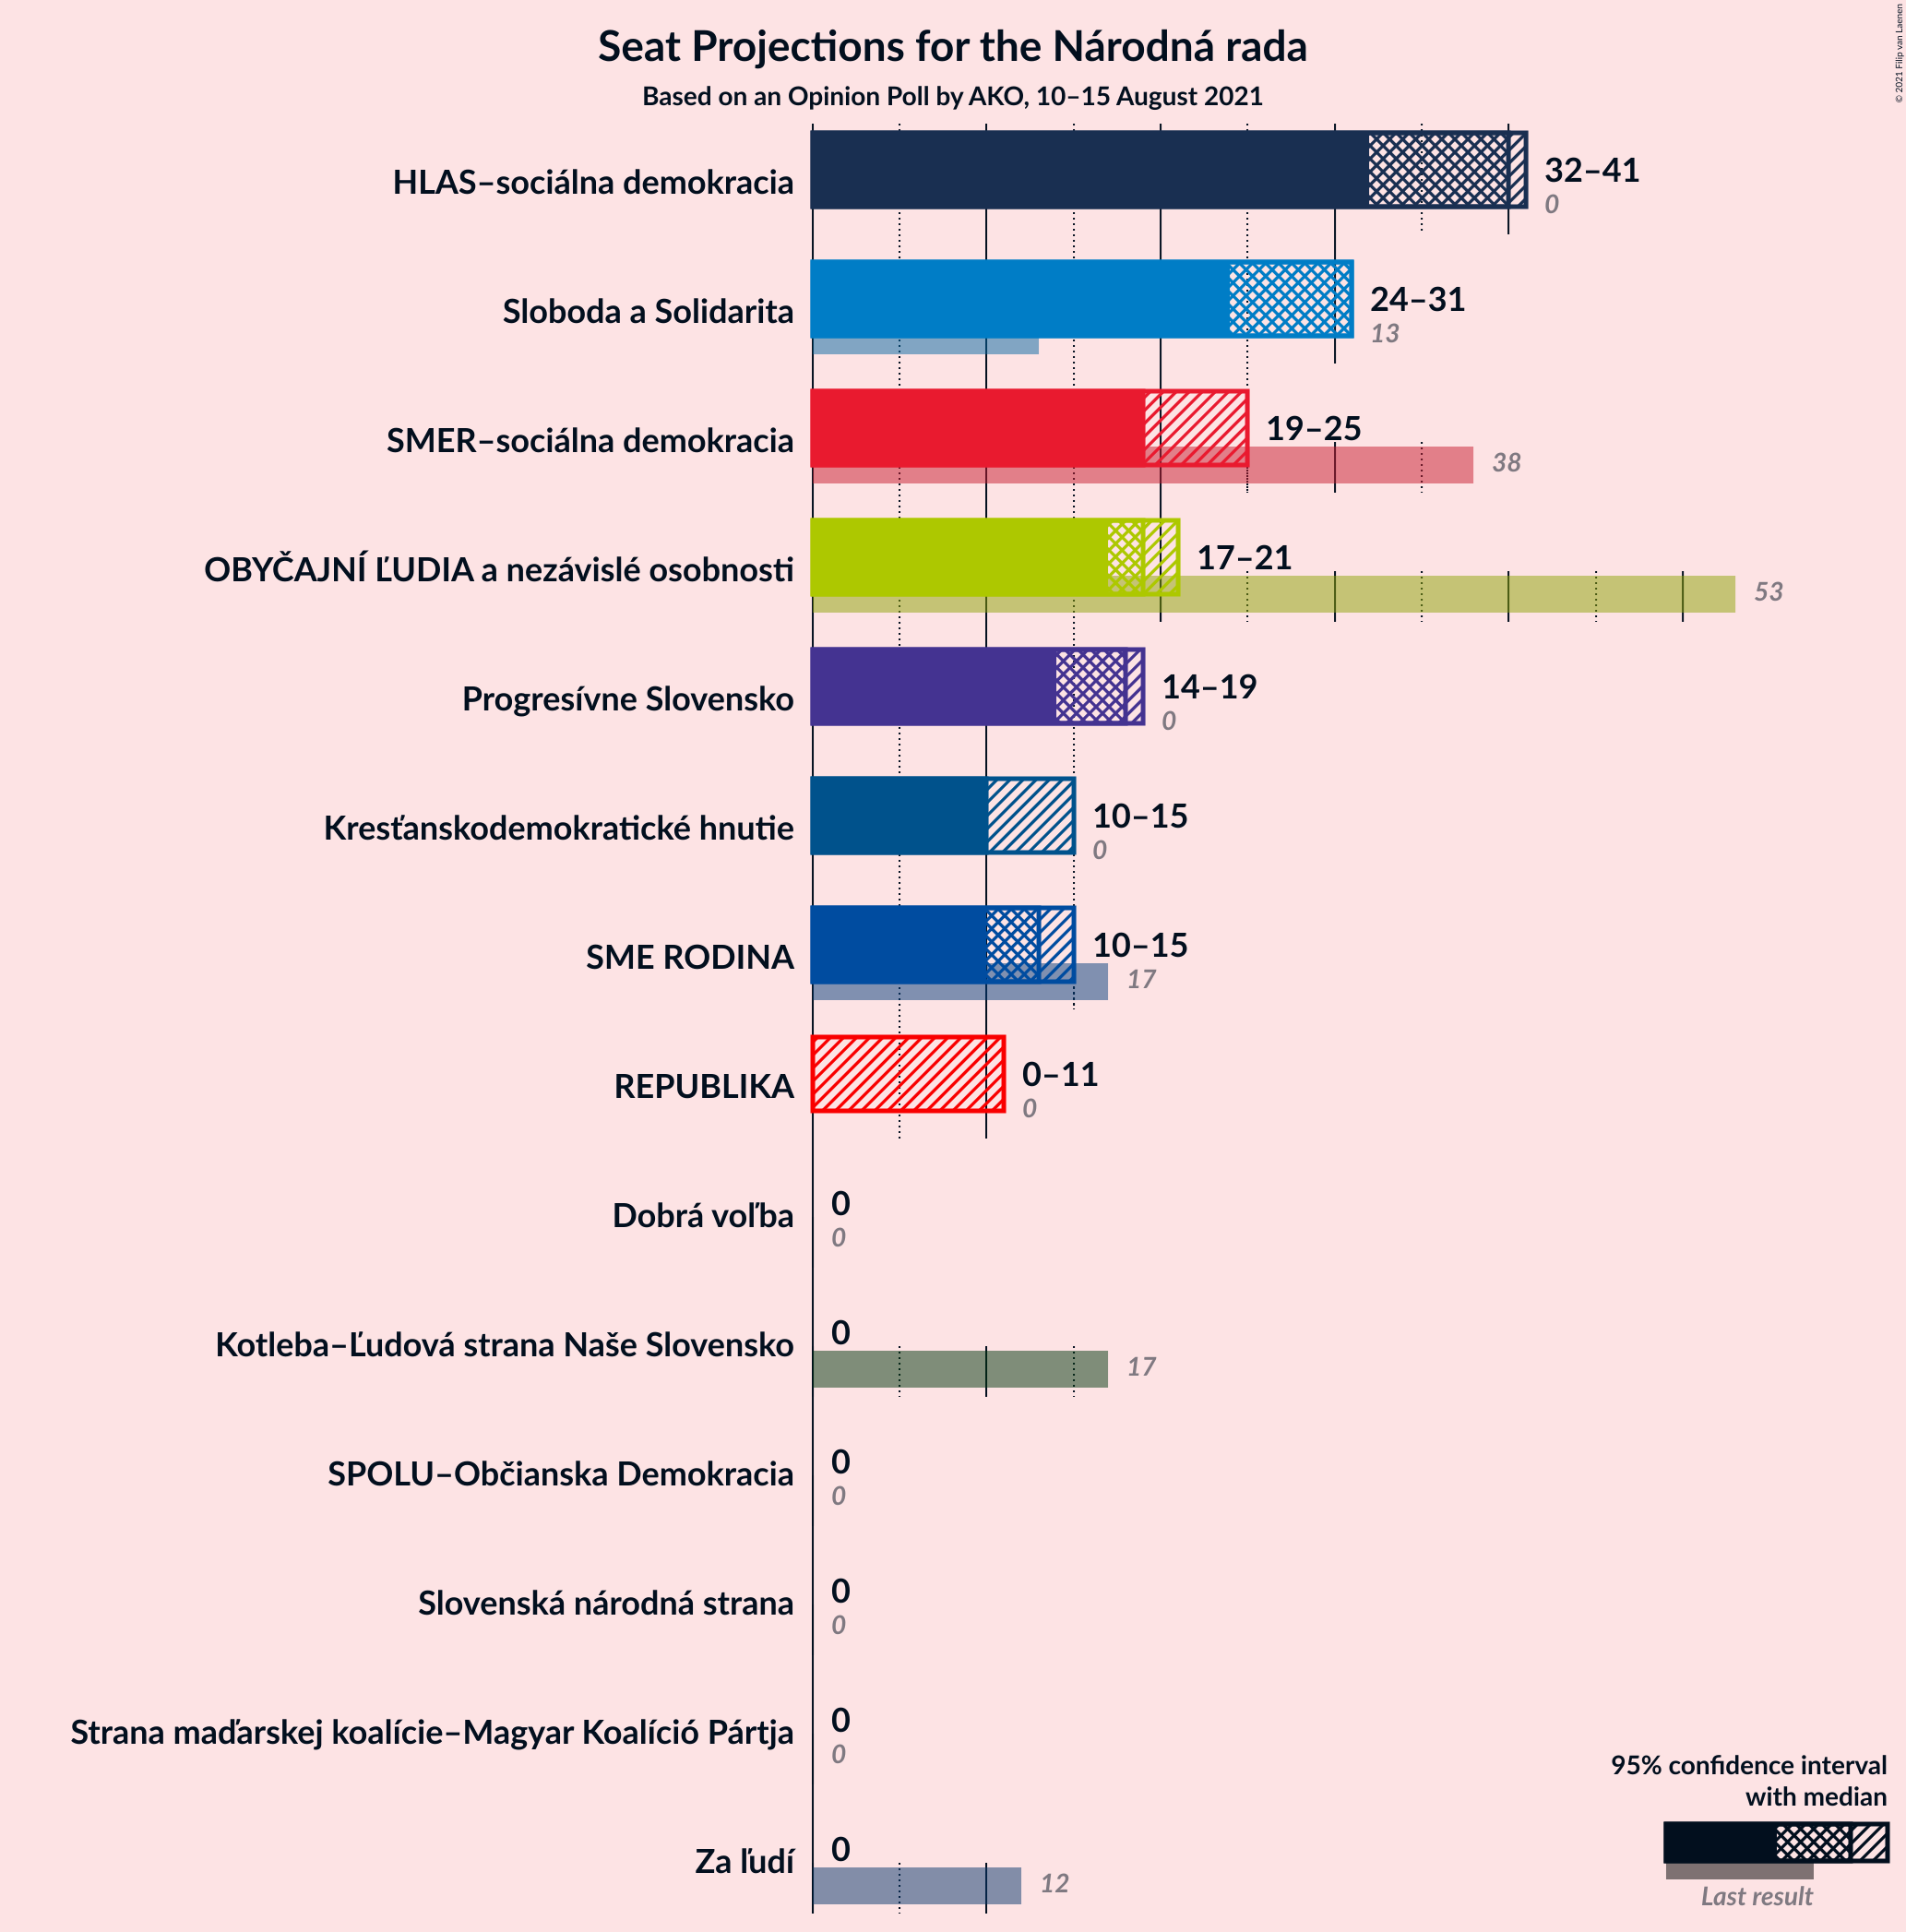 Seat Projections for the Národná rada
Based on an Opinion Poll by AKO, 10–15 August 2021
© 2021 Filip van Laenen
HLAS–sociálna demokracia
32–41
0
Sloboda a Solidarita
24–31
13
SMER–sociálna demokracia
19–25
38
OBYČAJNÍ ĽUDIA a nezávislé osobnosti
17–21
53
Progresívne Slovensko
14–19
0
Kresťanskodemokratické hnutie
10–15
0
SME RODINA
10–15
17
REPUBLIKA
0–11
0
Dobrá voľba
0
0
Kotleba–Ľudová strana Naše Slovensko
0
17
SPOLU–Občianska Demokracia
0
0
Slovenská národná strana
0
0
Strana maďarskej koalície–Magyar Koalíció Pártja
0
0
Za ľudí
0
12
95% confidence interval
with median
Last result